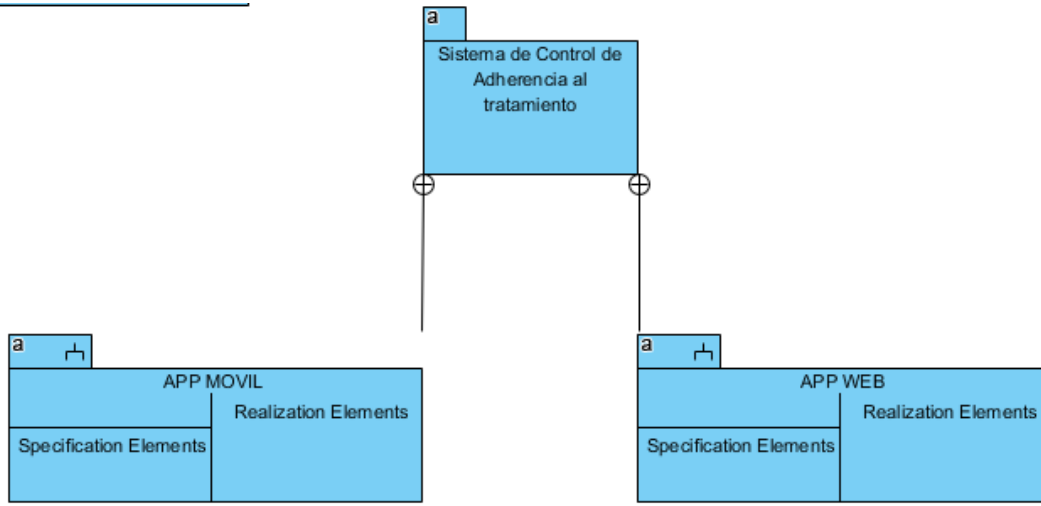 a
Sistema de Control de
Adherencia al
tratamiento
a
APP MOVIL
Realization Elements
Specification Elements
a
APP WEB
Realization Elements
Specification Elements